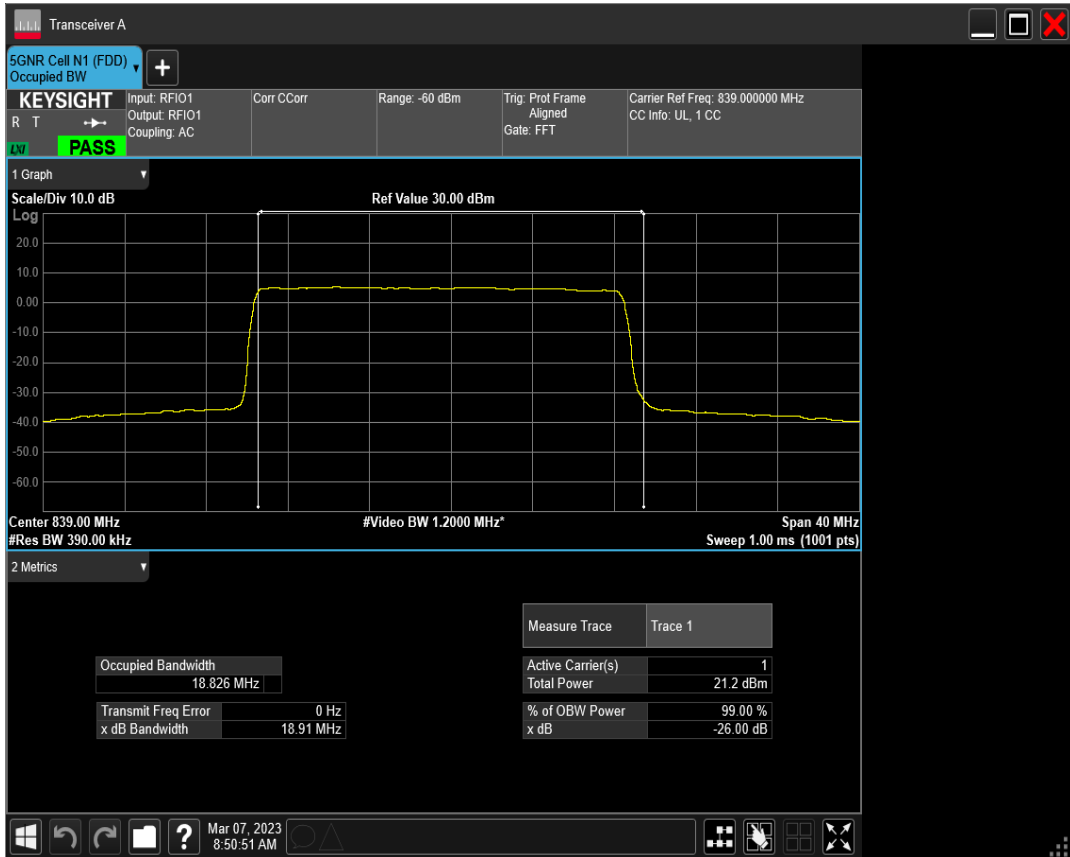 Transceiver A
5GNR Cell N1 (FDD)
Occupied BW
KEYSIGHT
R T
LXI
PASS
Input: RFIO1
Output: RFIO1
Coupling: AC
Corr CCorr
Range: -60 dBm
Trig: Prot Frame
Aligned
Gate: FFT
Carrier Ref Freq: 839.000000 MHz
CC Info: UL, 1 CC
1 Graph
Scale/Div 10.0 dB
Ref Value 30.00 dBm
Log
20.0
10.0
0.00
-10.0
-20.0
-30.0
-40.0
-50.0
-60.0
Center 839.00 MHz
#Video BW 1.2000 MHz*
Span 40 MHz
#Res BW 390.00 kHz
Sweep 1.00 ms (1001 pts)
2 Metrics
Measure Trace Trace 1
Occupied Bandwidth
18.826 MHz
Active Carrier(s) 1
Total Power 21.2 dBm
Transmit Freq Error 0 Hz
x dB Bandwidth 18.91 MHz
% of OBW Power 99.00 %
x dB -26.00 dB
Mar 07, 2023
8:50:51 AM